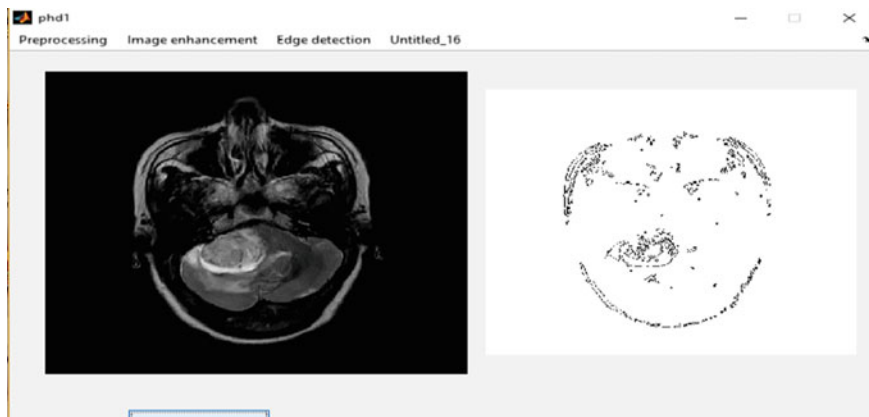 phd1
Preprocessing Image enhancement Edge detection Untitled_16